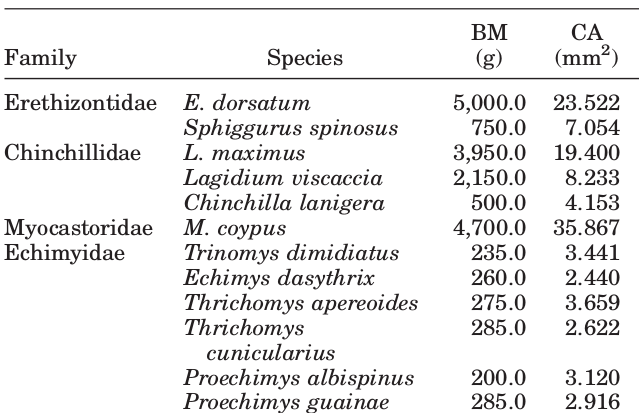 BM CA
Family Species (g) (mm2)
Erethizontidae E. dorsatum 5,000.0 23.522
Sphiggurus spinosus 750.0 7.054
Chinchillidae L. maximus 3,950.0 19.400
Lagidium viscaccia 2,150.0 8.233
Chinchilla lanigera 500.0 4.153
Myocastoridae M. coypus 4,700.0 35.867
Echimyidae Trinomys dimidiatus 235.0 3.441
Echimys dasythrix 260.0 2.440
Thrichomys apereoides 275.0 3.659
Thrichomys 285.0 2.622
cunicularius
Proechimys albispinus 200.0 3.120
Proechimys guainae 285.0 2.916